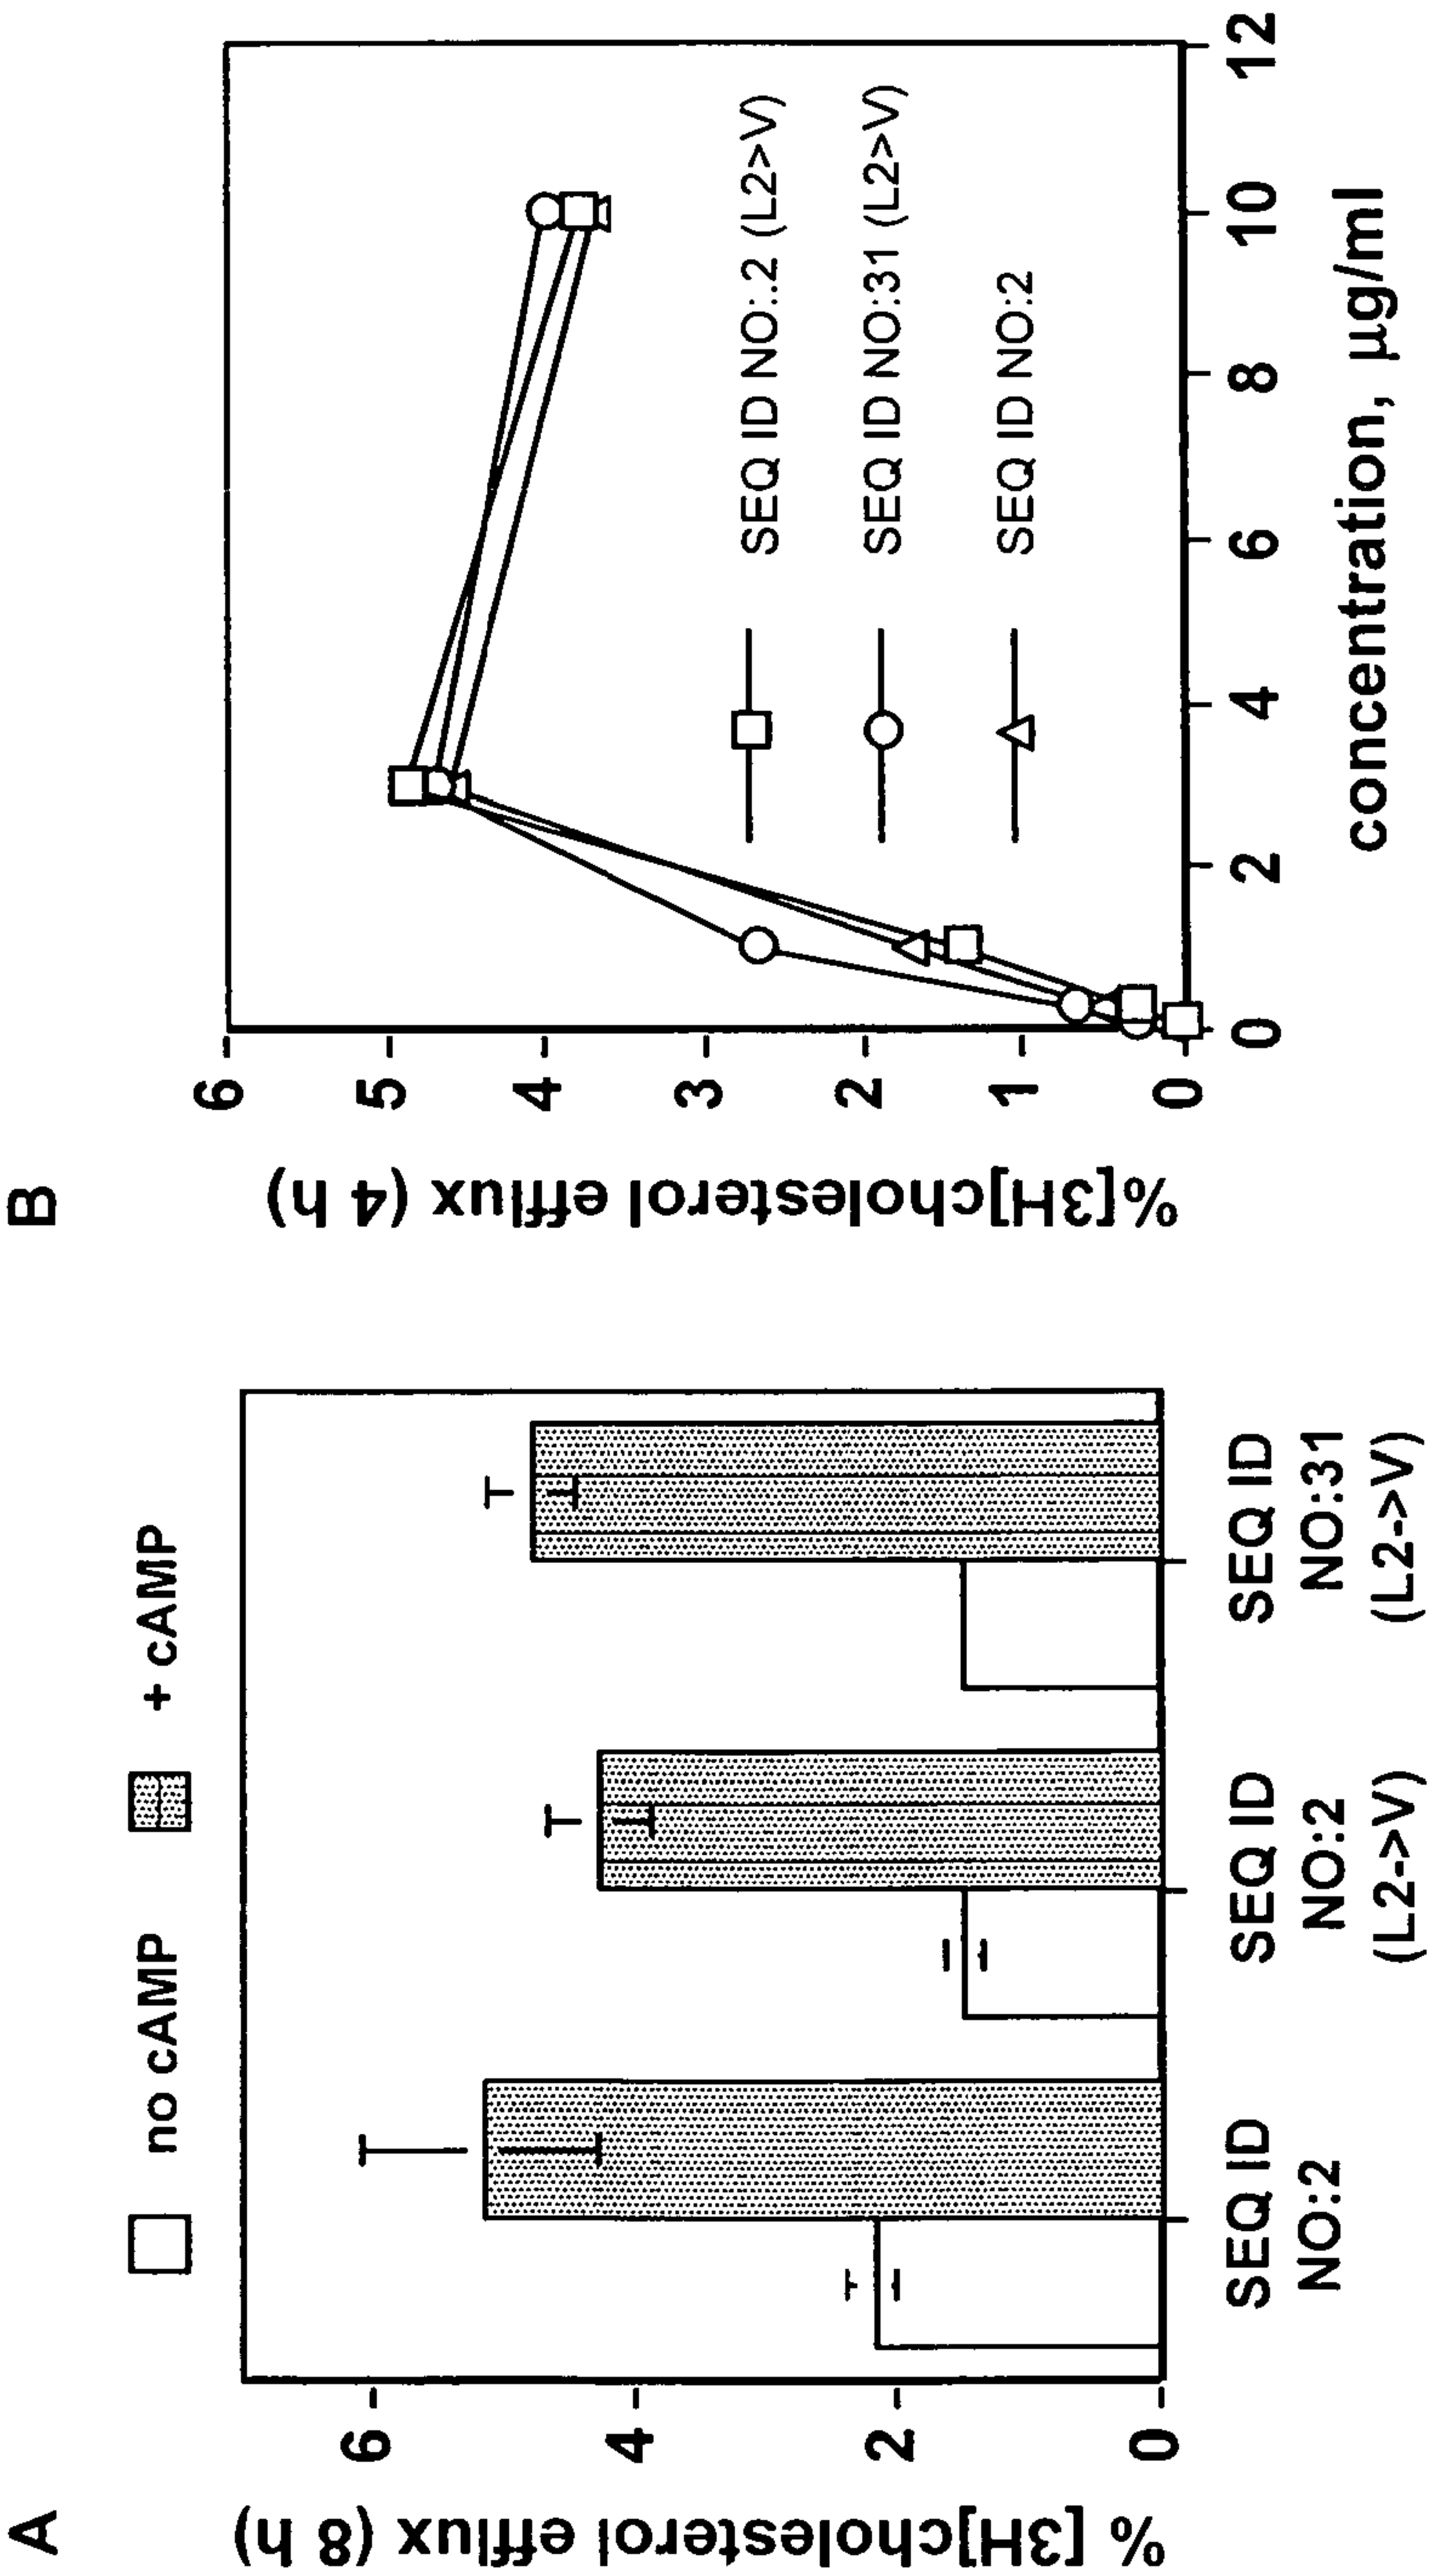 A
no cAMP
+ cAMP
% [3H]cholesterol efflux (8 h)
6
4
2
0
SEQ ID
NO:2
SEQ ID
NO:2
(L2->V)
SEQ ID
NO:31
(L2->V)
B
%[3H]cholesterol efflux (4 h)
6
5
4
3
2
1
0
SEQ ID NO:.2 (L2>V)
SEQ ID NO:31 (L2>V)
SEQ ID NO:2
0
2
4
6
8
10
12
concentration, µg/ml